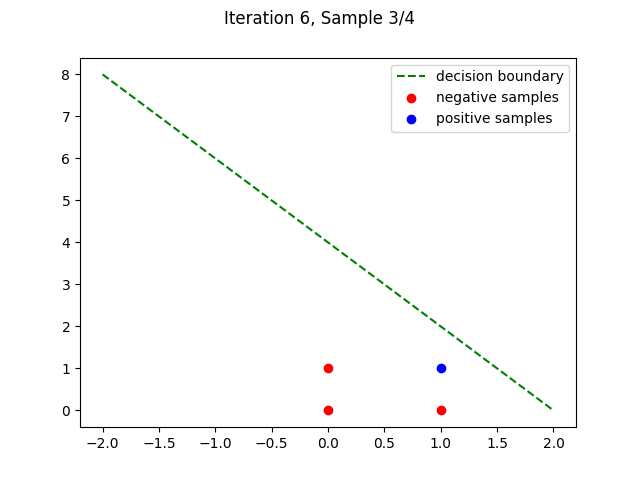 Iteration 6, Sample 3/4
decision boundary
negative samples
positive samples
8
7
6
5
4
3
2
1
0
−2.0 −1.5 −1.0 −0.5 0.0 0.5 1.0 1.5 2.0